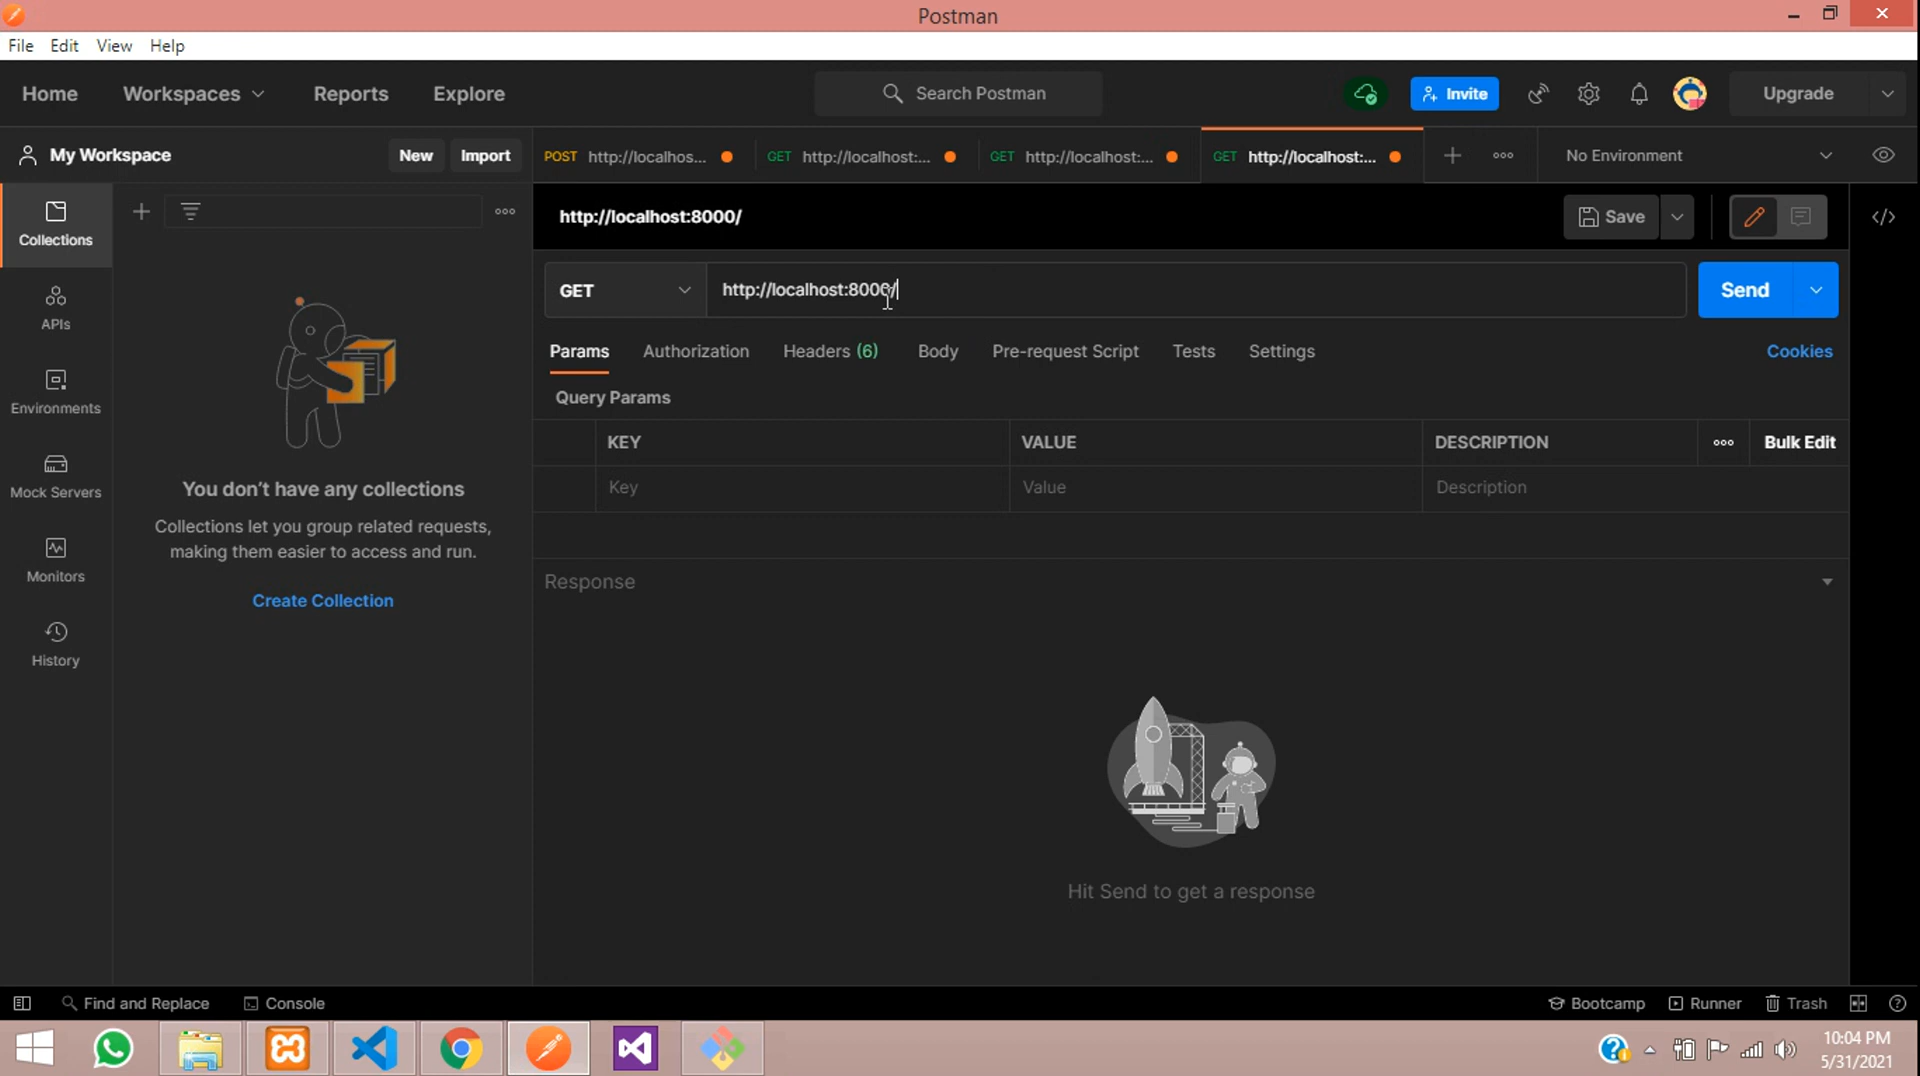 Postman
File Edit View Help
Home Workspaces Reports Explore Search Postman Invite Upgrade
My Workspace New Import POST http://localhos... GET http://localhost:... GET http://localhost:... GET http://localhost:... No Environment
Collections
http://localhost:8000/ Save
GET http://localhost:8000/ Send
APIs
Params Authorization Headers (6) Body Pre-request Script Tests Settings Cookies
Query Params
Environments
KEY VALUE DESCRIPTION Bulk Edit
Key Value Description
Mock Servers
You don't have any collections
Collections let you group related requests,
making them easier to access and run.
Monitors
Response
Create Collection
History
Hit Send to get a response
Find and Replace Console Bootcamp Runner Trash
10:04 PM
5/31/2021